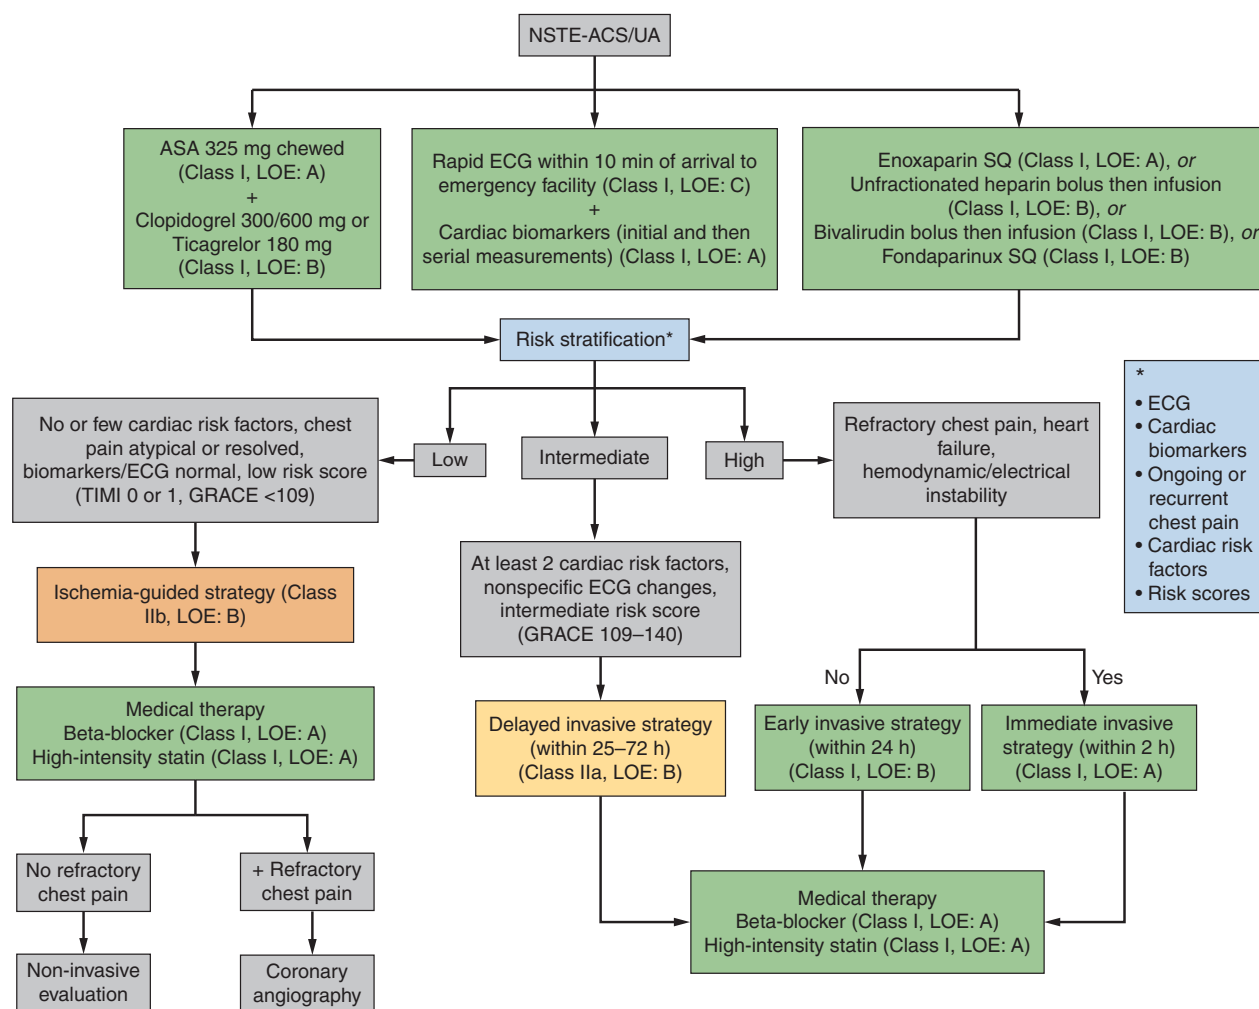 NSTE-ACS/UA
ASA 325 mg chewed
(Class I, LOE: A)
+
Clopidogrel 300/600 mg or
Ticagrelor 180 mg
(Class I, LOE: B)
Rapid ECG within 10 min of arrival to
emergency facility (Class I, LOE: C)
+
Cardiac biomarkers (initial and then
serial measurements) (Class I, LOE: A)
Enoxaparin SQ (Class I, LOE: A), or
Unfractionated heparin bolus then infusion
(Class I, LOE: B), or
Bivalirudin bolus then infusion (Class I, LOE: B), or
Fondaparinux SQ (Class I, LOE: B)
Risk stratification*
*
• ECG
• Cardiac
biomarkers
• Ongoing or
recurrent
chest pain
• Cardiac risk
factors
• Risk scores
Low
Intermediate
High
No or few cardiac risk factors, chest
pain atypical or resolved,
biomarkers/ECG normal, low risk score
(TIMI 0 or 1, GRACE <109)
Refractory chest pain, heart
failure,
hemodynamic/electrical
instability
At least 2 cardiac risk factors,
nonspecific ECG changes,
intermediate risk score
(GRACE 109–140)
Ischemia-guided strategy (Class
IIb, LOE: B)
No
Yes
Medical therapy
Beta-blocker (Class I, LOE: A)
High-intensity statin (Class I, LOE: A)
Delayed invasive strategy
(within 25–72 h)
(Class IIa, LOE: B)
Early invasive strategy
(within 24 h)
(Class I, LOE: B)
Immediate invasive
strategy (within 2 h)
(Class I, LOE: A)
No refractory
chest pain
+ Refractory
chest pain
Non-invasive
evaluation
Coronary
angiography
Medical therapy
Beta-blocker (Class I, LOE: A)
High-intensity statin (Class I, LOE: A)